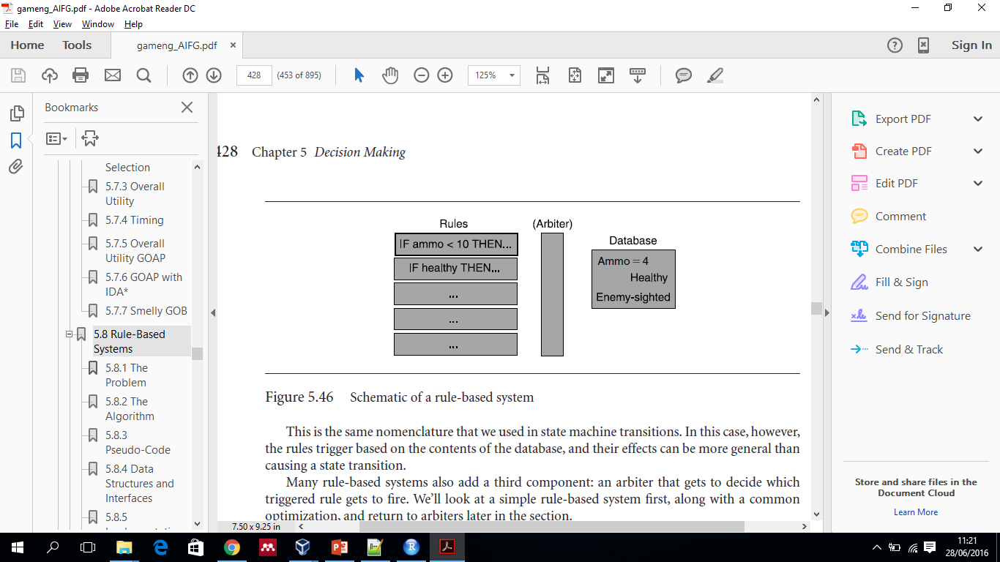 gameng_AIFG.pdf - Adobe Acrobat Reader DC
File Edit View Window Help
Home Tools gameng_AIFG.pdf × Sign In
428 (453 of 895) 125%
Bookmarks
Selection
5.7.3 Overall
Utility
5.7.4 Timing
5.7.5 Overall
Utility GOAP
5.7.6 GOAP with
IDA*
5.7.7 Smelly GOB
5.8 Rule-Based
Systems
5.8.1 The
Problem
5.8.2 The
Algorithm
5.8.3
Pseudo-Code
5.8.4 Data
Structures and
Interfaces
5.8.5
428 Chapter 5 Decision Making
Rules
IF ammo < 10 THEN...
IF healthy THEN...
...
...
...
(Arbiter)
Database
Ammo = 4
Healthy
Enemy-sighted
Figure 5.46 Schematic of a rule-based system
This is the same nomenclature that we used in state machine transitions. In this case, however,
the rules trigger based on the contents of the database, and their effects can be more general than
causing a state transition.
Many rule-based systems also add a third component: an arbiter that gets to decide which
triggered rule gets to fire. We'll look at a simple rule-based system first, along with a common
optimization, and return to arbiters later in the section.
7.50 x 9.25 in
Export PDF
Create PDF
Edit PDF
Comment
Combine Files
Fill & Sign
Send for Signature
Send & Track
Store and share files in the
Document Cloud
Learn More
11:21
28/06/2016